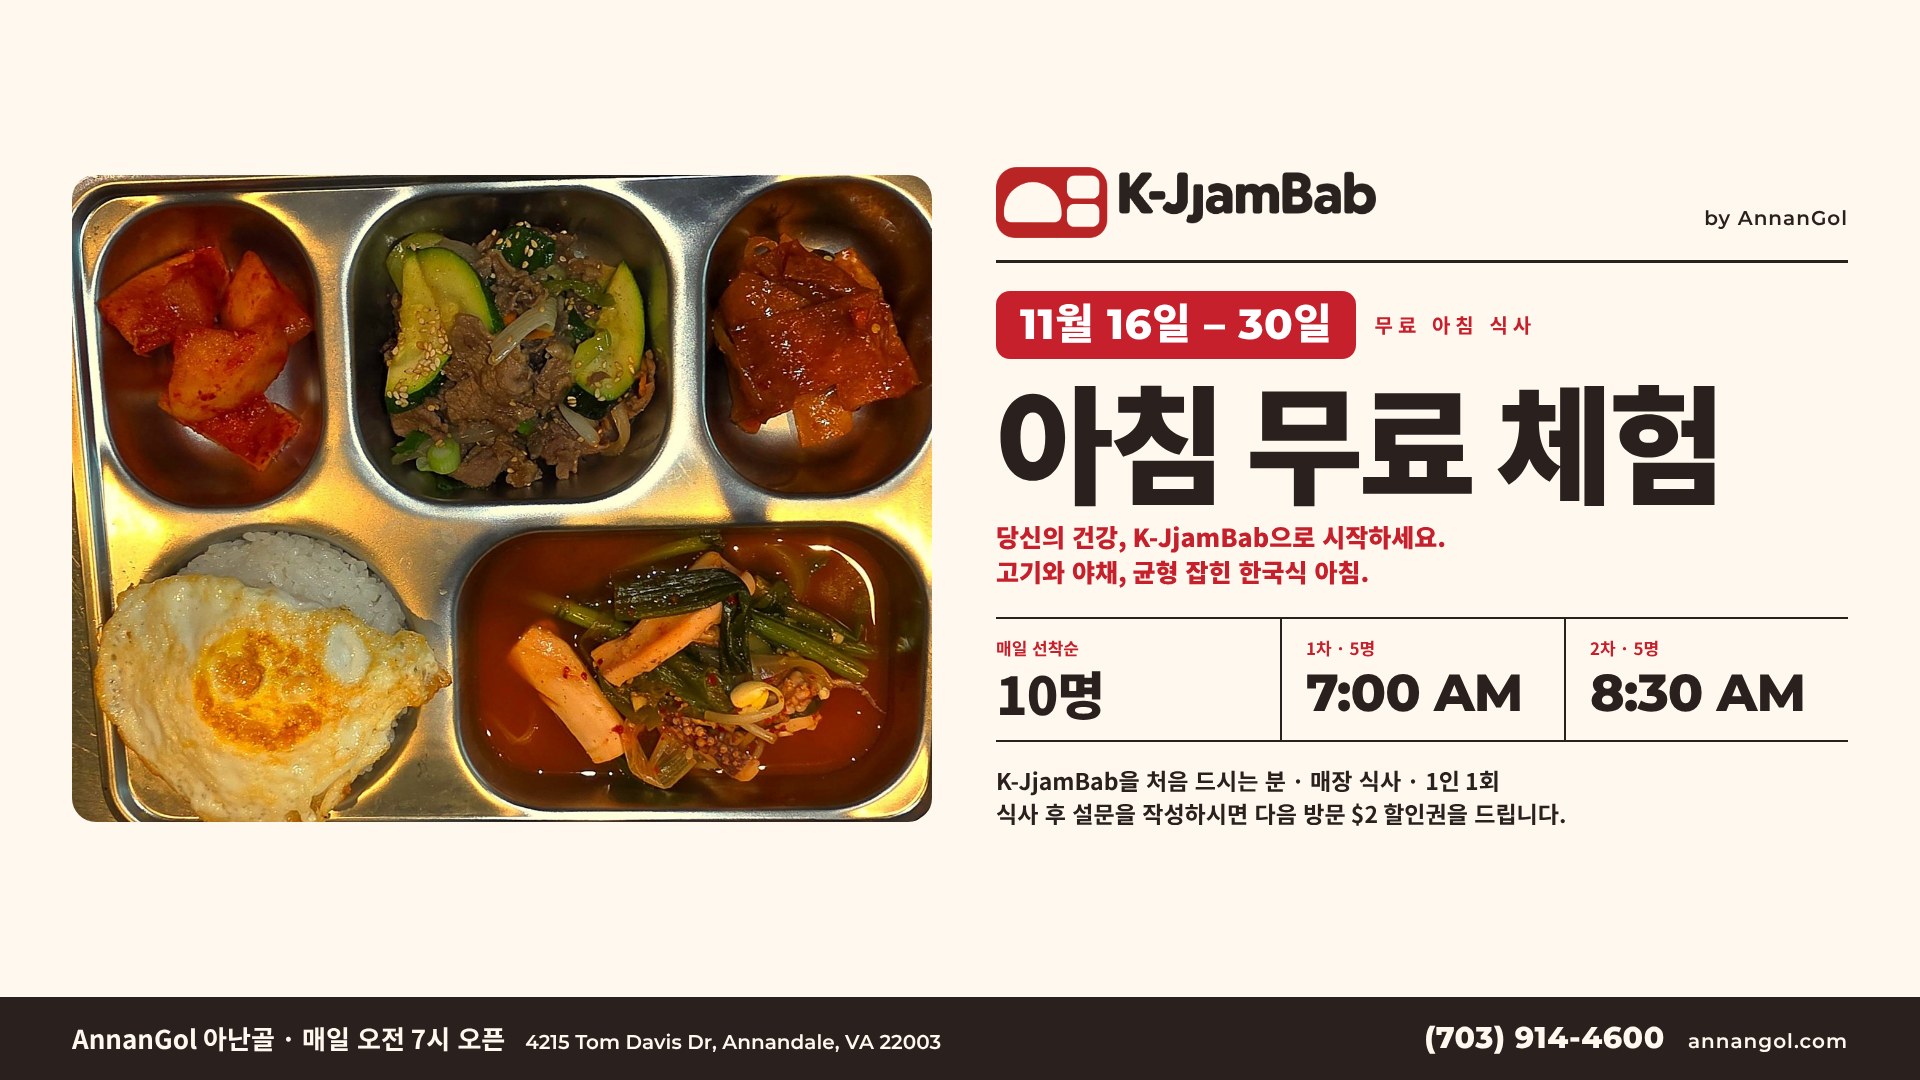 K-JjamBab
by AnnanGol
11월 16일 – 30일
무료 아침 식사
아침 무료 체험
당신의 건강, K-JjamBab으로 시작하세요.
고기와 야채, 균형 잡힌 한국식 아침.
매일 선착순
10명
1차 · 5명
7:00 AM
2차 · 5명
8:30 AM
K-JjamBab을 처음 드시는 분 · 매장 식사 · 1인 1회
식사 후 설문을 작성하시면 다음 방문 $2 할인권을 드립니다.
AnnanGol 아난골 · 매일 오전 7시 오픈
4215 Tom Davis Dr, Annandale, VA 22003
(703) 914-4600
annangol.com